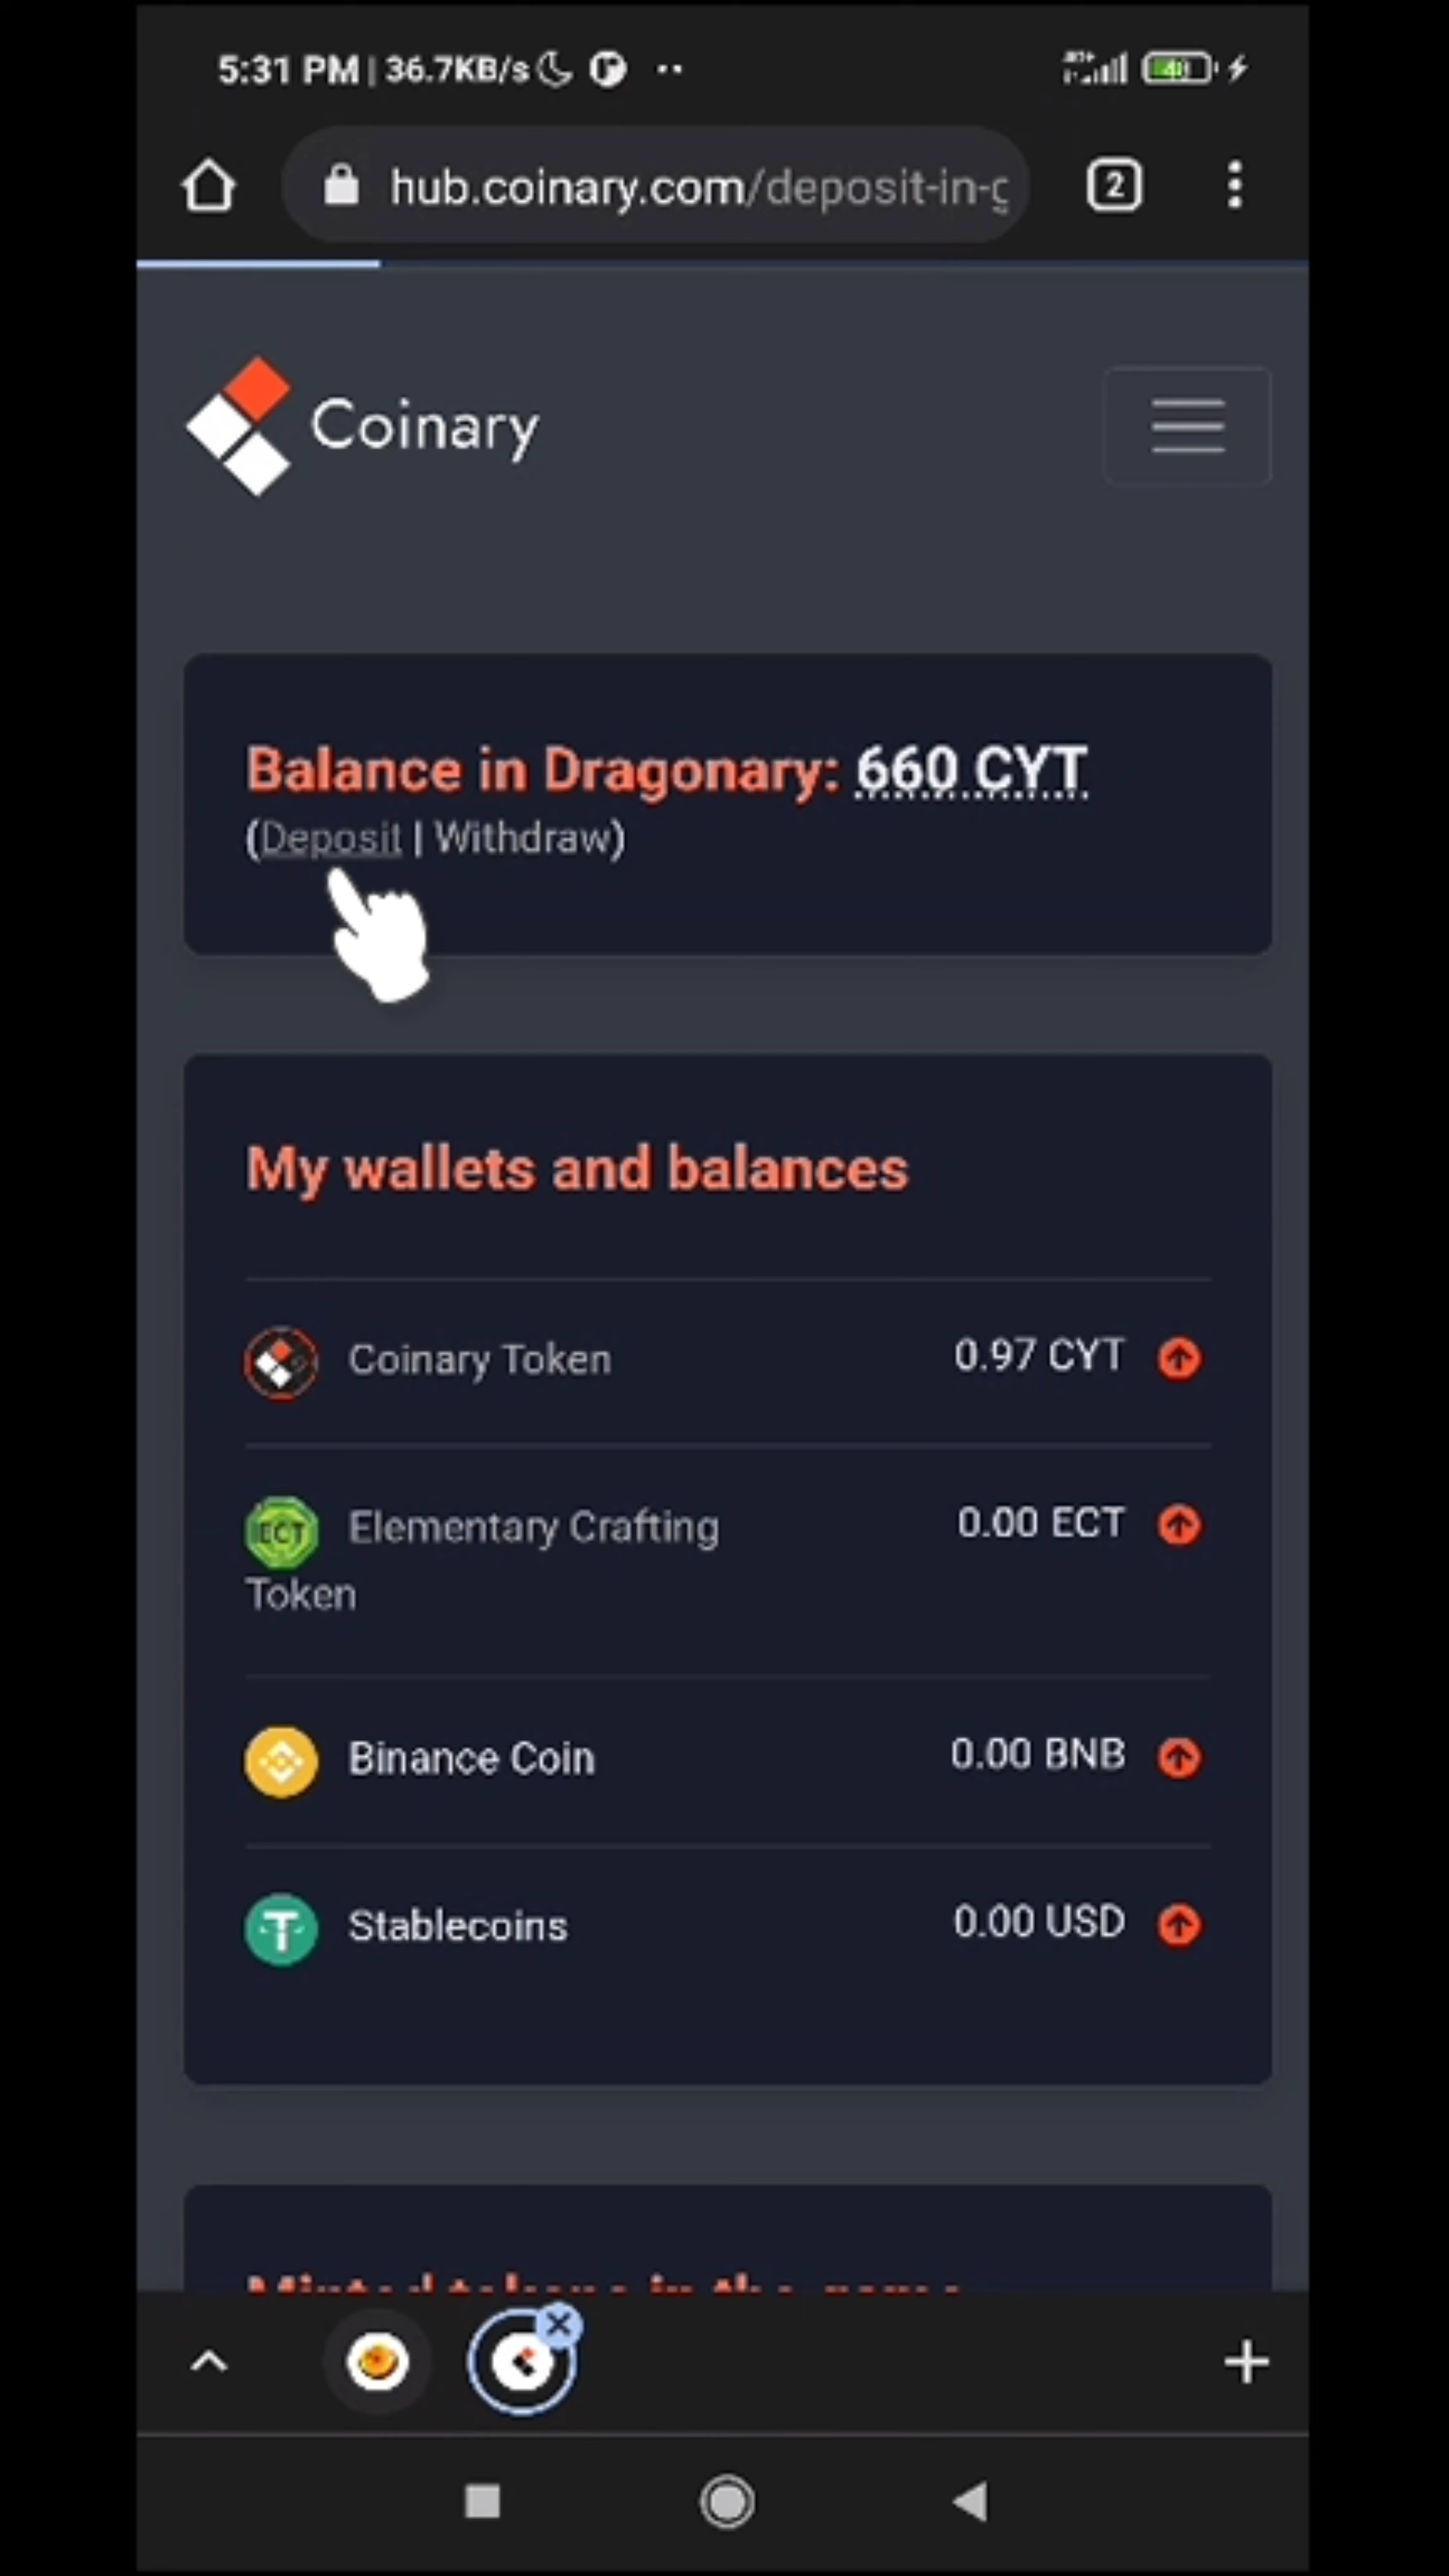 5:31 PM | 36.7KB/s
hub.coinary.com/deposit-in-g
2
Coinary
Balance in Dragonary: 660 CYT
(Deposit | Withdraw)
My wallets and balances
Coinary Token 0.97 CYT
ECT Elementary Crafting 0.00 ECT
Token
Binance Coin 0.00 BNB
Stablecoins 0.00 USD